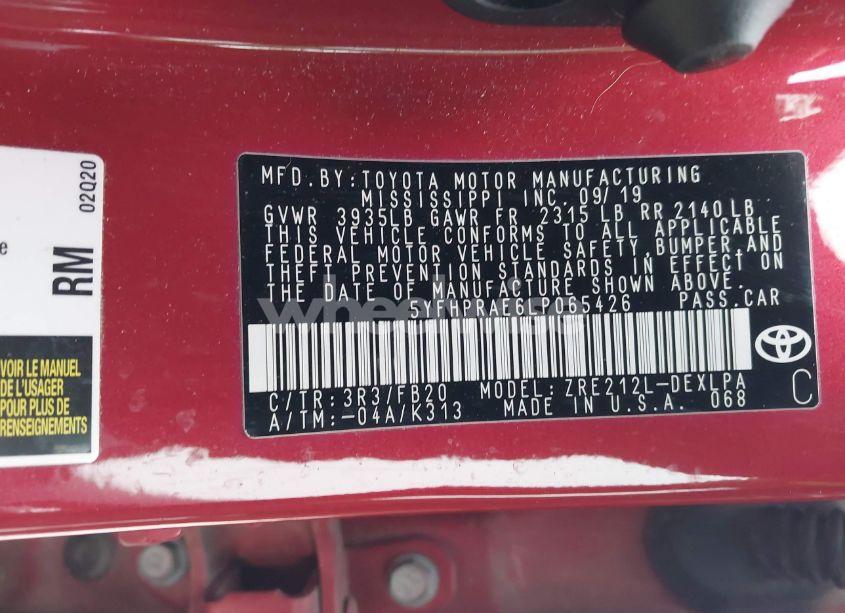 MFD. BY: TOYOTA MOTOR MANUFACTURING
MISSISSIPPI INC. 09/19
GVWR 3935LB GAWR FR 2315 LB RR 2140 LB
THIS VEHICLE CONFORMS TO ALL APPLICABLE
FEDERAL MOTOR VEHICLE SAFETY, BUMPER, AND
THEFT PREVENTION STANDARDS IN EFFECT ON
THE DATE OF MANUFACTURE SHOWN ABOVE.
5YFHPRAE6LP065426 PASS. CAR
C/TR: 3R3/FB20 MODEL: ZRE212L-DEXLPA
A/TM: -04A/K313 MADE IN U.S.A. 068
C
02Q20
RM
e
VOIR LE MANUEL
DE L'USAGER
POUR PLUS DE
RENSEIGNEMENTS